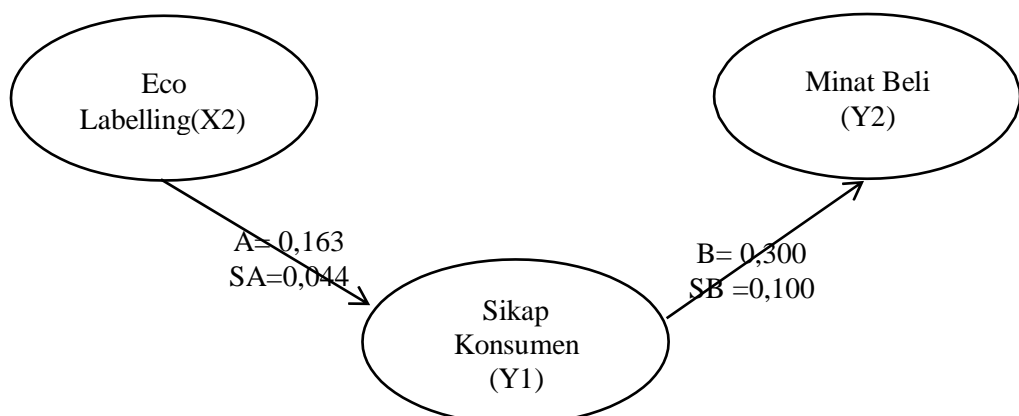 Eco
Labelling(X2)
Minat Beli
(Y2)
A= 0,163
SA=0,044
B= 0,300
SB =0,100
Sikap
Konsumen
(Y1)